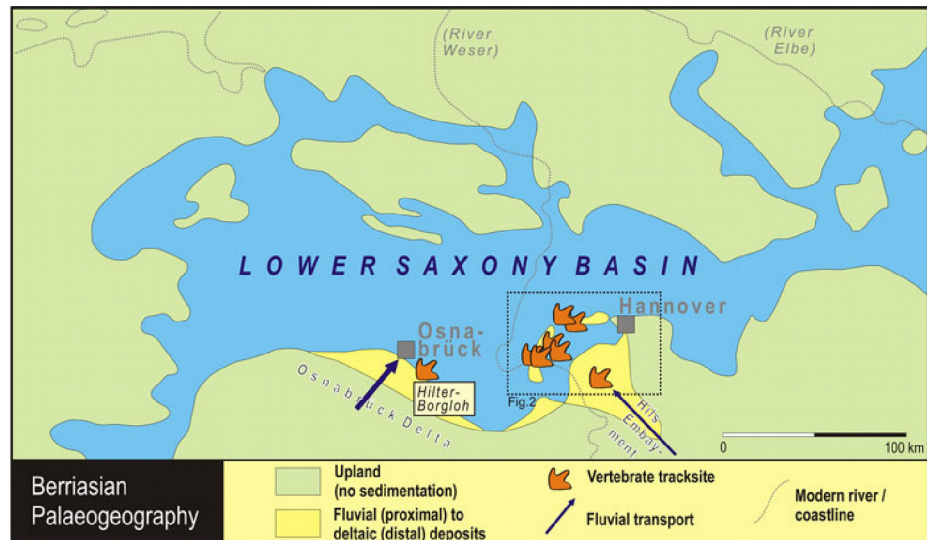 (River
Weser)
(River
Elbe)
LOWER SAXONY BASIN
Hannover
Osna-
brück
Hilter-
Borgloh
Osnabrück Delta
Fig.2
Hils
Embay-
ment
100 km
Berriasian
Palaeogeography
Upland
(no sedimentation)
Fluvial (proximal) to
deltaic (distal) deposits
Vertebrate tracksite
Fluvial transport
Modern river /
coastline